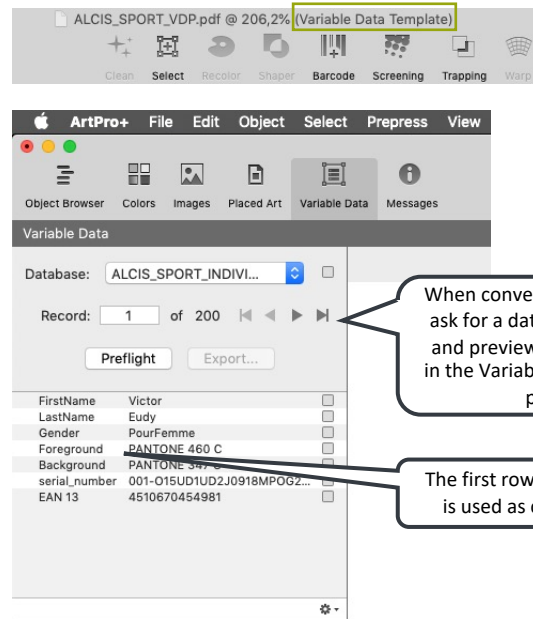 ALCIS_SPORT_VDP.pdf @ 206,2% (Variable Data Template)
Clean Select Recolor Shaper Barcode Screening Trapping Warp
ArtPro+ File Edit Object Select Prepress View
Object Browser Colors Images Placed Art Variable Data Messages
Variable Data
Database: ALCIS_SPORT_INDIVI...
Record: 1 of 200
Preflight Export...
When conve
ask for a dat
and preview
in the Variab
p
FirstName Victor
LastName Eudy
Gender PourFemme
Foreground PANTONE 460 C
Background PANTONE 347 C
serial_number 001-O15UD1UD2J0918MPOG2...
EAN 13 4510670454981
The first row
is used as